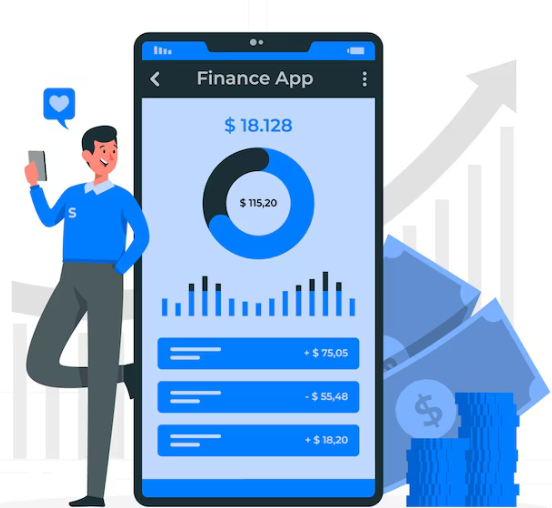 Finance App
$ 18.128
$ 115,20
S
+ $ 75,05
- $ 55,48
+ $ 18,20
$